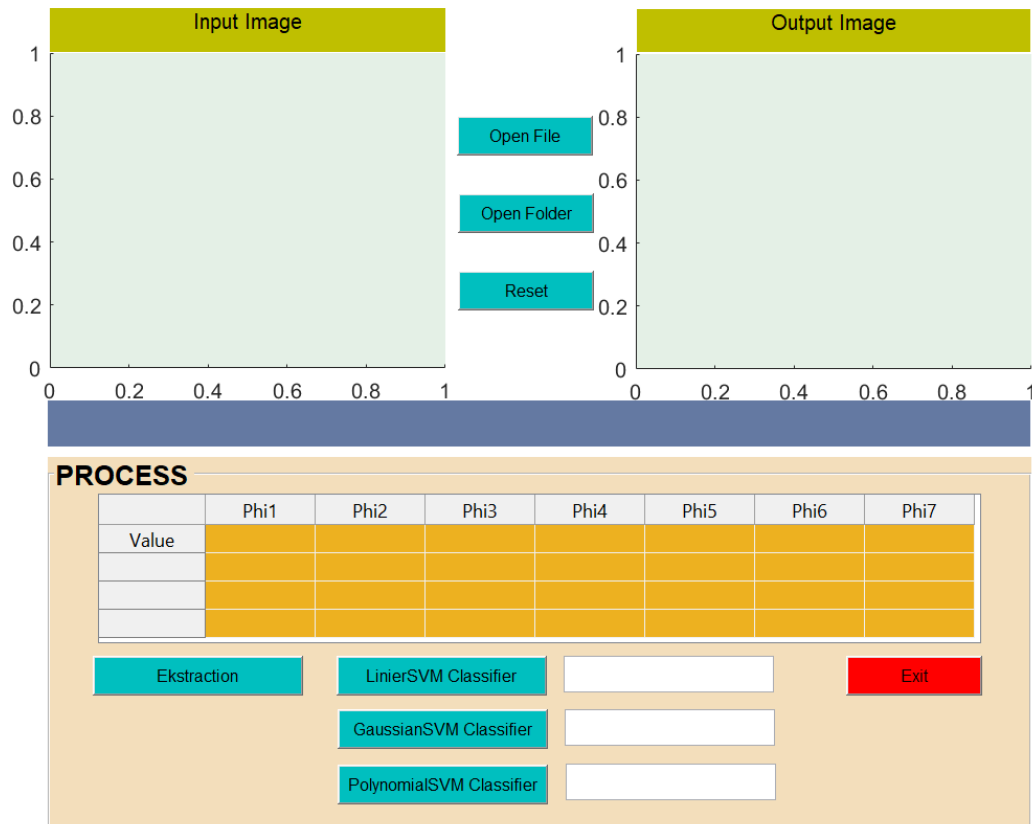 Input Image
Output Image
1
0.8
0.6
0.4
0.2
0
0 0.2 0.4 0.6 0.8 1
Open File
Open Folder
Reset
1
0.8
0.6
0.4
0.2
0
0 0.2 0.4 0.6 0.8 1
PROCESS
Phi1 Phi2 Phi3 Phi4 Phi5 Phi6 Phi7
Value
Ekstraction LinierSVM Classifier Exit
GaussianSVM Classifier
PolynomialSVM Classifier